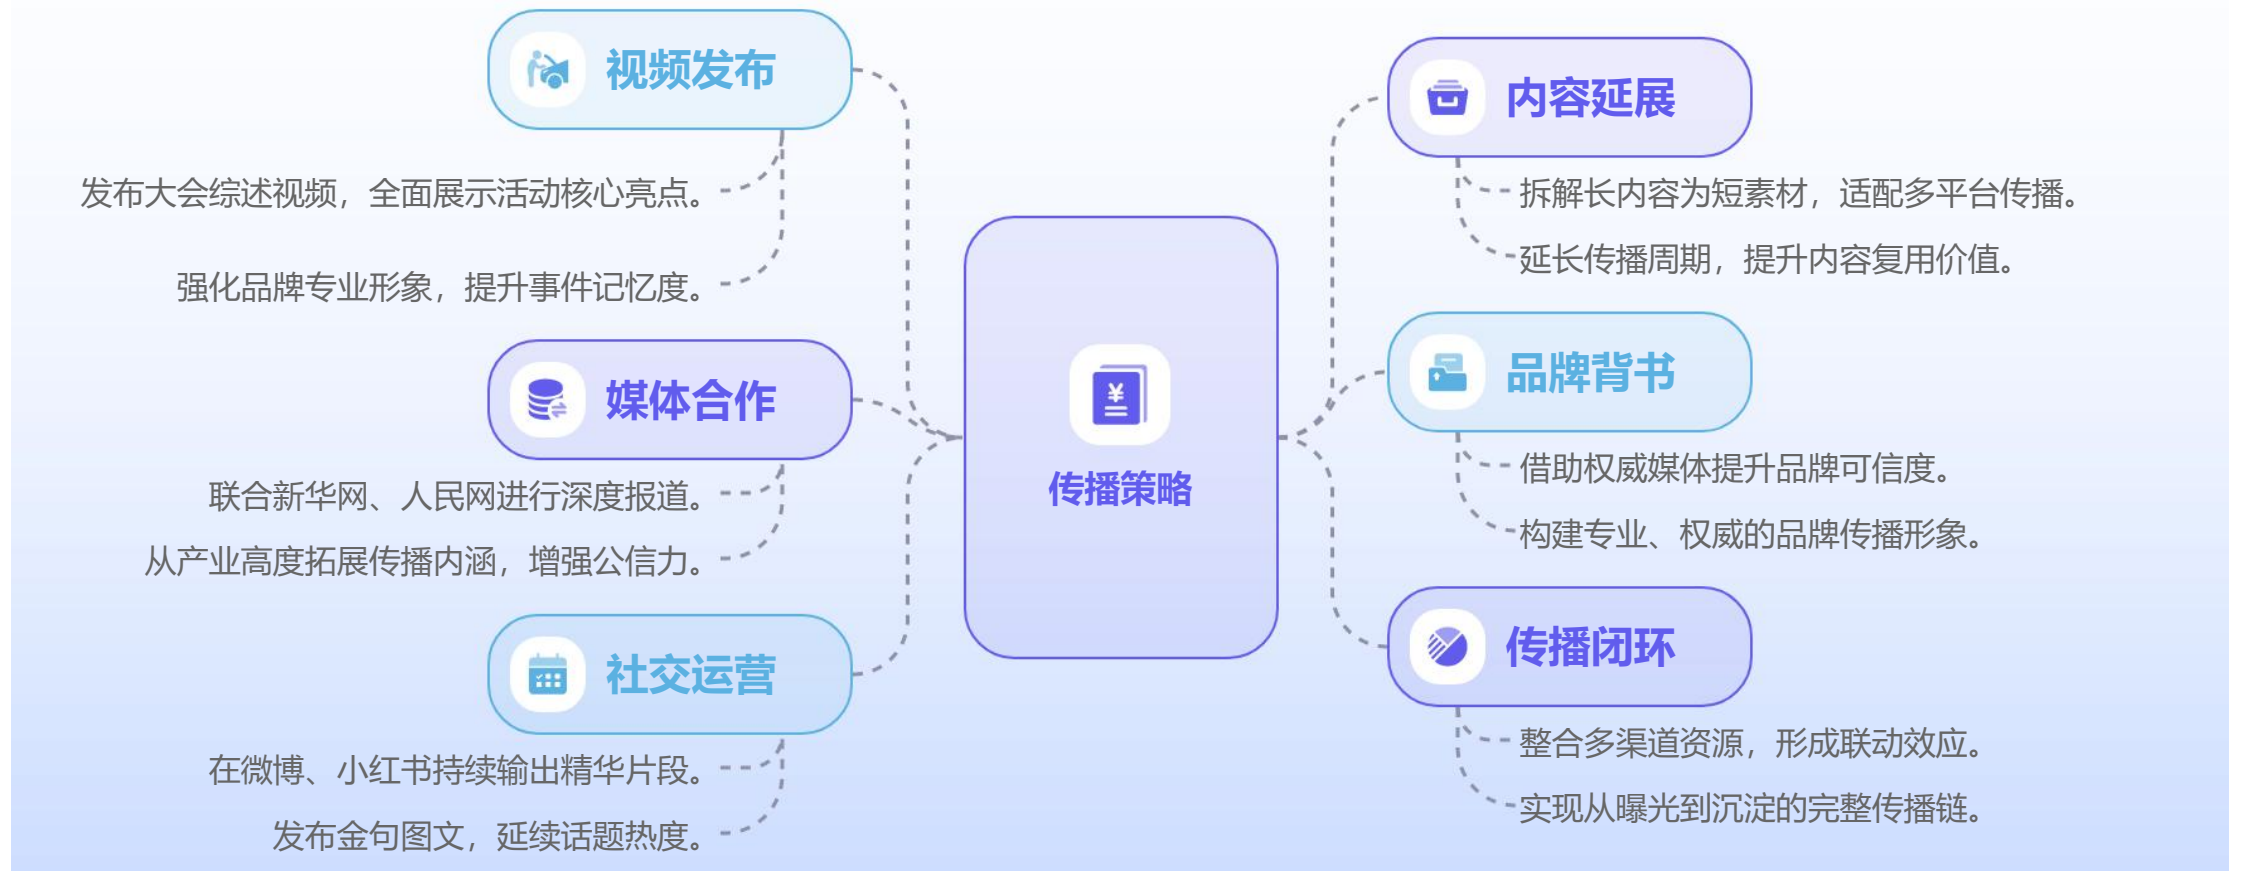 视频发布
发布大会综述视频，全面展示活动核心亮点。
强化品牌专业形象，提升事件记忆度。
媒体合作
联合新华网、人民网进行深度报道。
从产业高度拓展传播内涵，增强公信力。
社交运营
在微博、小红书持续输出精华片段。
发布金句图文，延续话题热度。
¥
传播策略
内容延展
拆解长内容为短素材，适配多平台传播。
延长传播周期，提升内容复用价值。
品牌背书
借助权威媒体提升品牌可信度。
构建专业、权威的品牌传播形象。
传播闭环
整合多渠道资源，形成联动效应。
实现从曝光到沉淀的完整传播链。